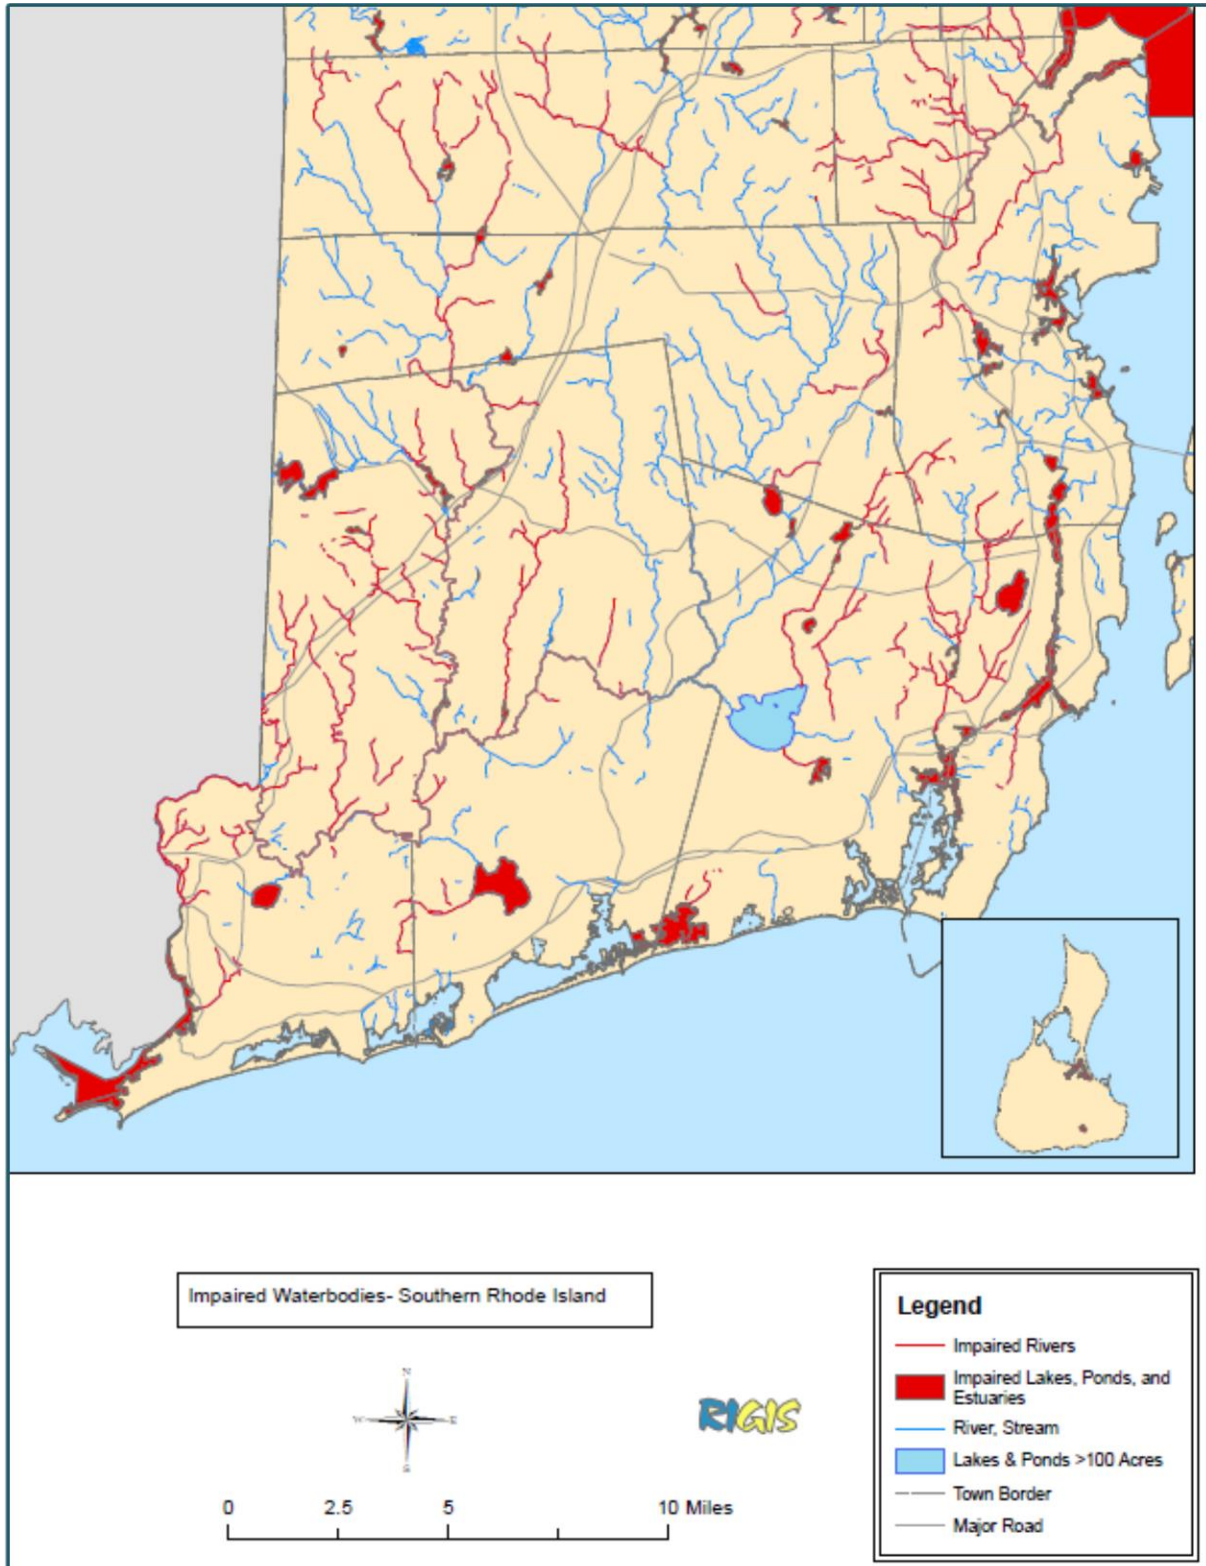 Impaired Waterbodies- Southern Rhode Island
N
W
E
S
RIGIS
0 2.5 5 10 Miles
Legend
Impaired Rivers
Impaired Lakes, Ponds, and
Estuaries
River, Stream
Lakes & Ponds >100 Acres
Town Border
Major Road